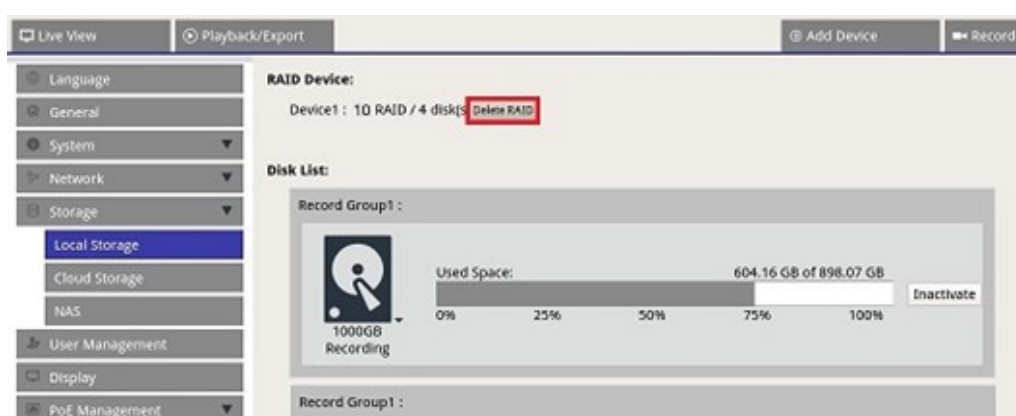 Live View
Playback/Export
Add Device
Record
Language
General
System
Network
Storage
Local Storage
Cloud Storage
NAS
User Management
Display
PoE Management
RAID Device:
Device1 : 10 RAID / 4 disk(s Delete RAID
Disk List:
Record Group1 :
Used Space: 604.16 GB of 898.07 GB
Inactivate
0% 25% 50% 75% 100%
1000GB
Recording
Record Group1 :